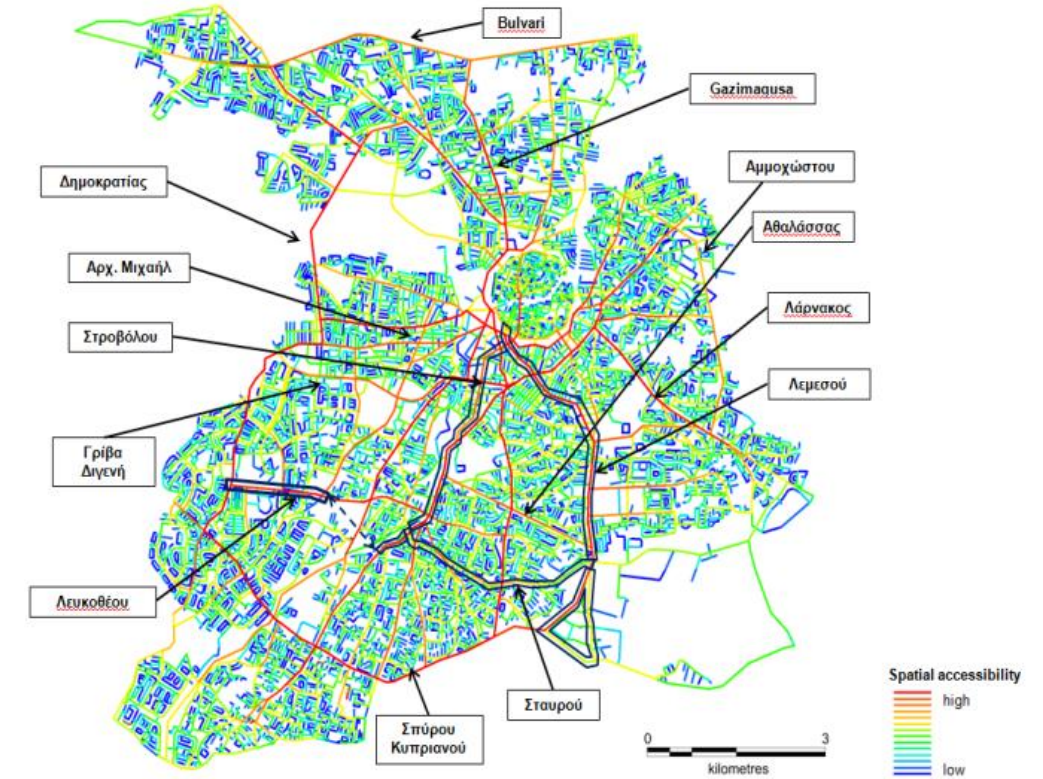 Bulvari
Gazimagusa
Αμμοχώστου
Δημοκρατίας
Αθαλάσσας
Αρχ. Μιχαήλ
Λάρνακος
Στροβόλου
Λεμεσού
Γρίβα
Διγενή
Λευκοθέου
Σταυρού
Σπύρου
Κυπριανού
Spatial accessibility
high
low
0 3
kilometres